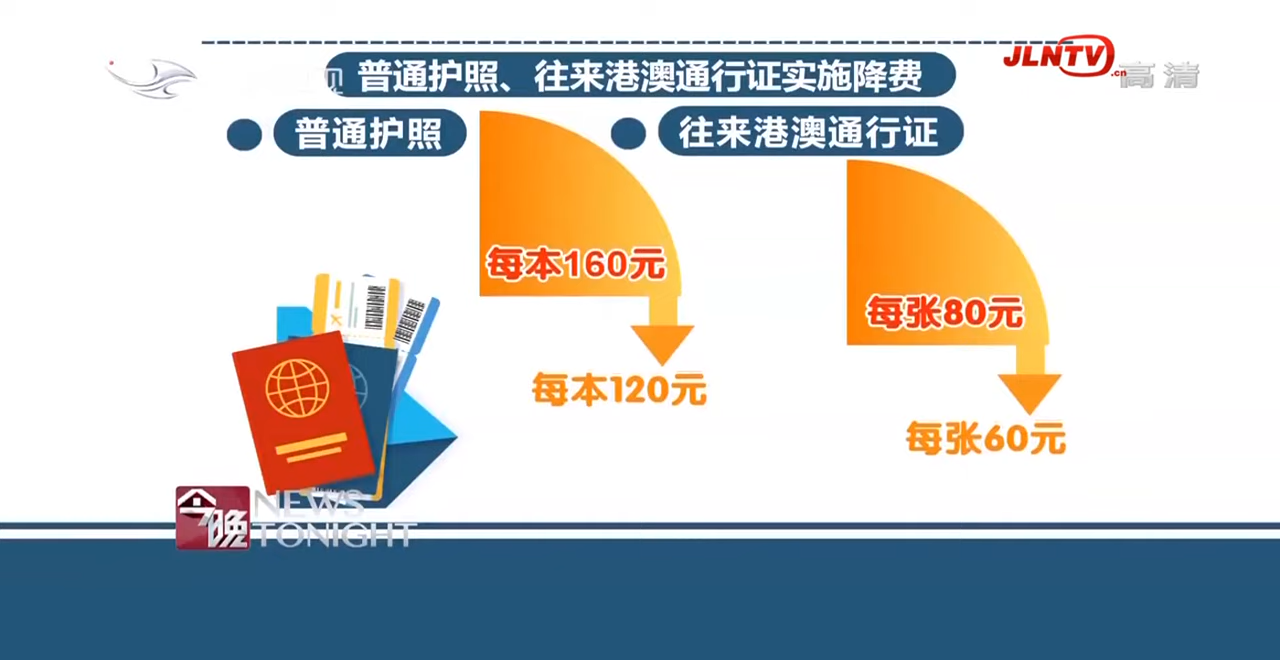 JLNTV
.cn
高清
普通护照、往来港澳通行证实施降费
普通护照
往来港澳通行证
每本160元
每本120元
每张80元
每张60元
今晚
NEWS
TONIGHT